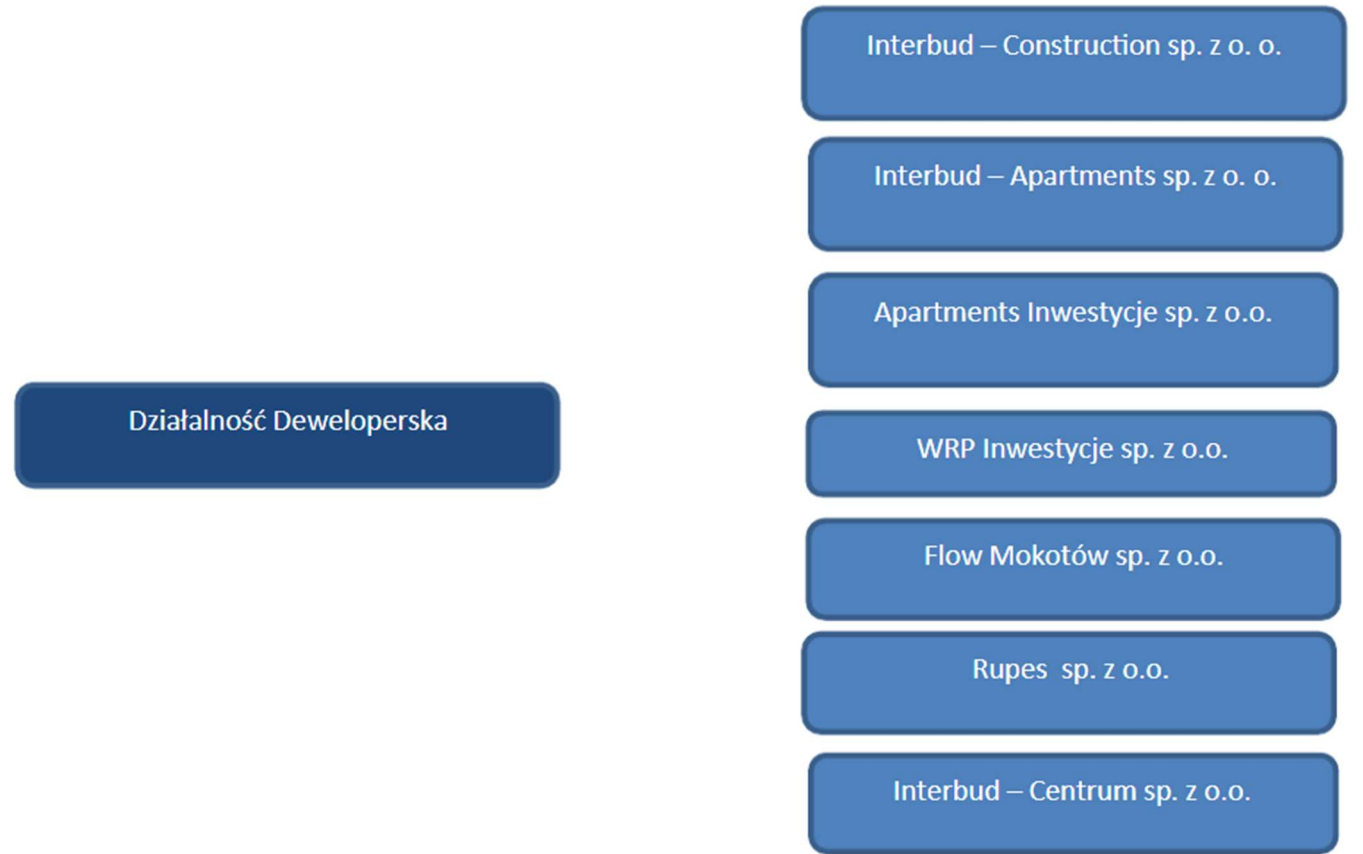 Interbud – Construction sp. z o. o.
Interbud – Apartments sp. z o. o.
Apartments Inwestycje sp. z o.o.
Działalność Deweloperska
WRP Inwestycje sp. z o.o.
Flow Mokotów sp. z o.o.
Rupes sp. z o.o.
Interbud – Centrum sp. z o.o.